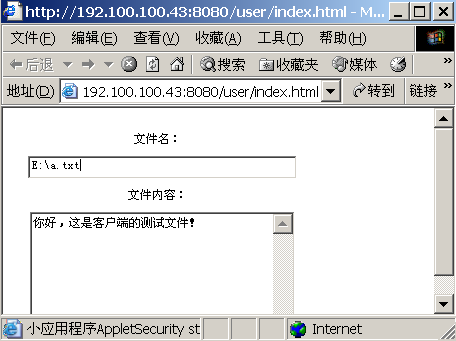 http://192.100.100.43:8080/user/index.html - M...
文件(F) 编辑(E) 查看(V) 收藏(A) 工具(T) 帮助(H)
后退 搜索 收藏夹 媒体 »
地址(D) 192.100.100.43:8080/user/index.html 转到 链接 »
文件名：
E:\a.txt
文件内容：
你好，这是客户端的测试文件!
小应用程序AppletSecurity st Internet